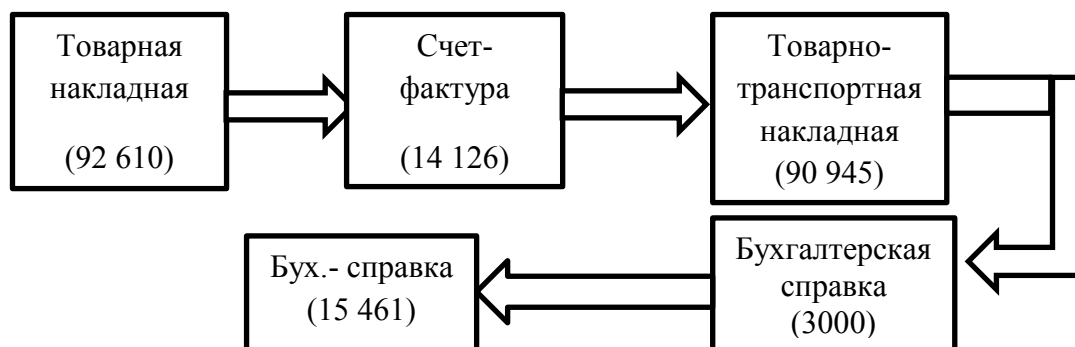 Товарная
накладная
(92 610)
Счет-
фактура
(14 126)
Товарно-
транспортная
накладная
(90 945)
Бухгалтерская
справка
(3000)
Бух.- справка
(15 461)